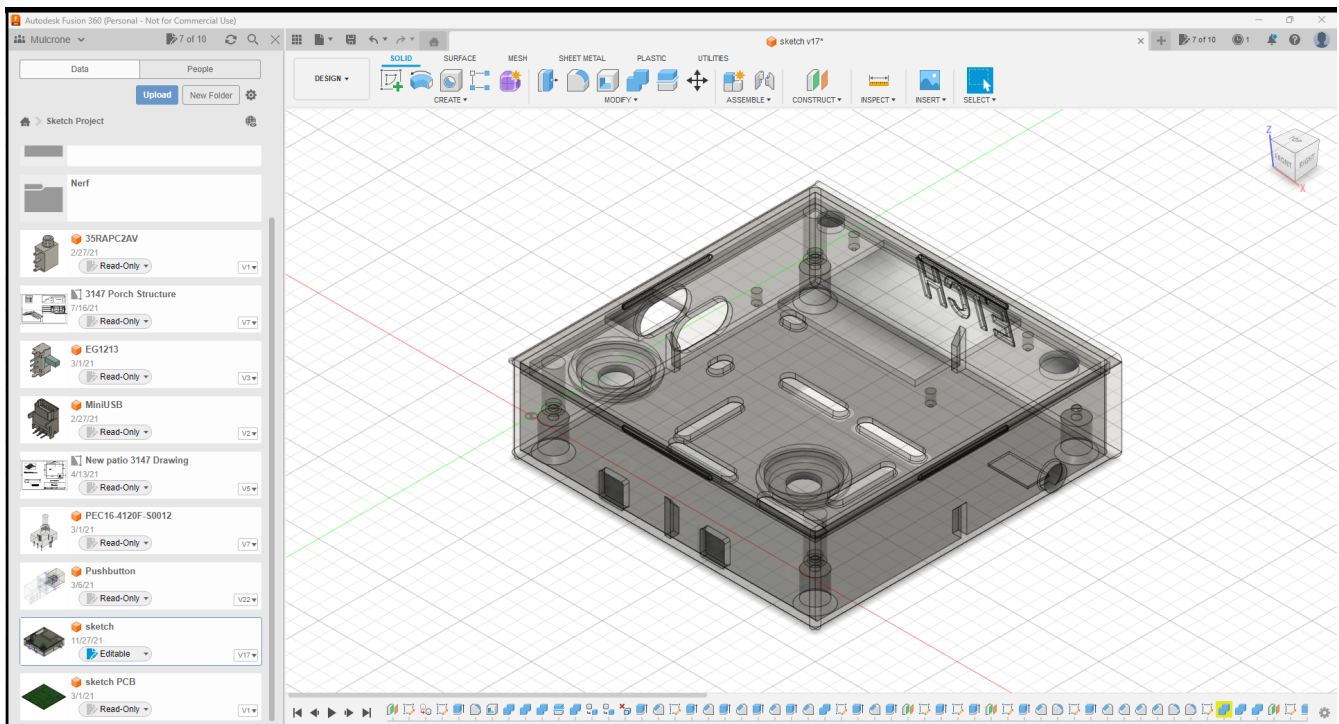 Autodesk Fusion 360 (Personal - Not for Commercial Use)
Mulcrone
7 of 10
sketch v17*
7 of 10
1
Data
People
Upload
New Folder
Sketch Project
Nerf
35RAPC2AV
2/27/21
Read-Only
V1
3147 Porch Structure
7/16/21
Read-Only
V7
EG1213
3/1/21
Read-Only
V3
MiniUSB
2/27/21
Read-Only
V2
New patio 3147 Drawing
4/13/21
Read-Only
V5
PEC16-4120F-S0012
3/1/21
Read-Only
V7
Pushbutton
3/6/21
Read-Only
V22
sketch
11/27/21
Editable
V17
sketch PCB
3/1/21
Read-Only
V1
DESIGN
SOLID
SURFACE
MESH
SHEET METAL
PLASTIC
UTILITIES
CREATE
MODIFY
ASSEMBLE
CONSTRUCT
INSPECT
INSERT
SELECT
Z
TOP
FRONT
RIGHT
X
ETCH